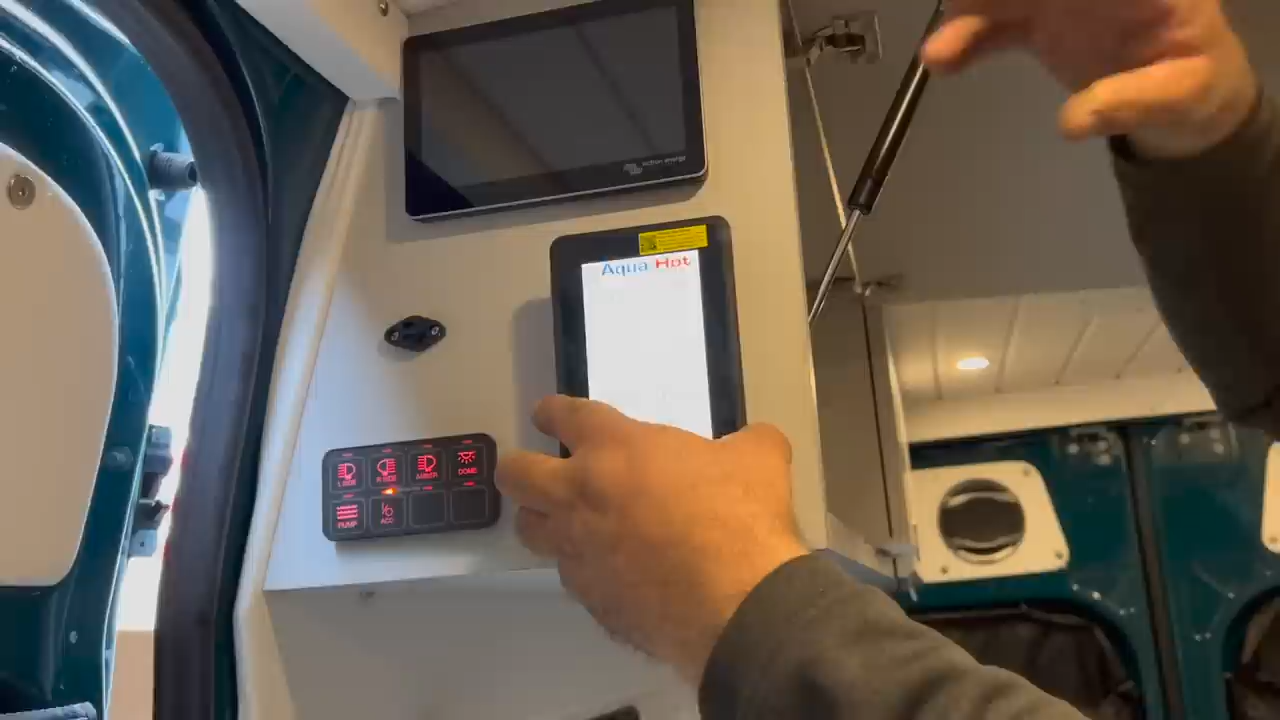 victron energy
Aqua Hot
L SIDE
R SIDE
AMBER
DOME
PUMP
I/O
ACC